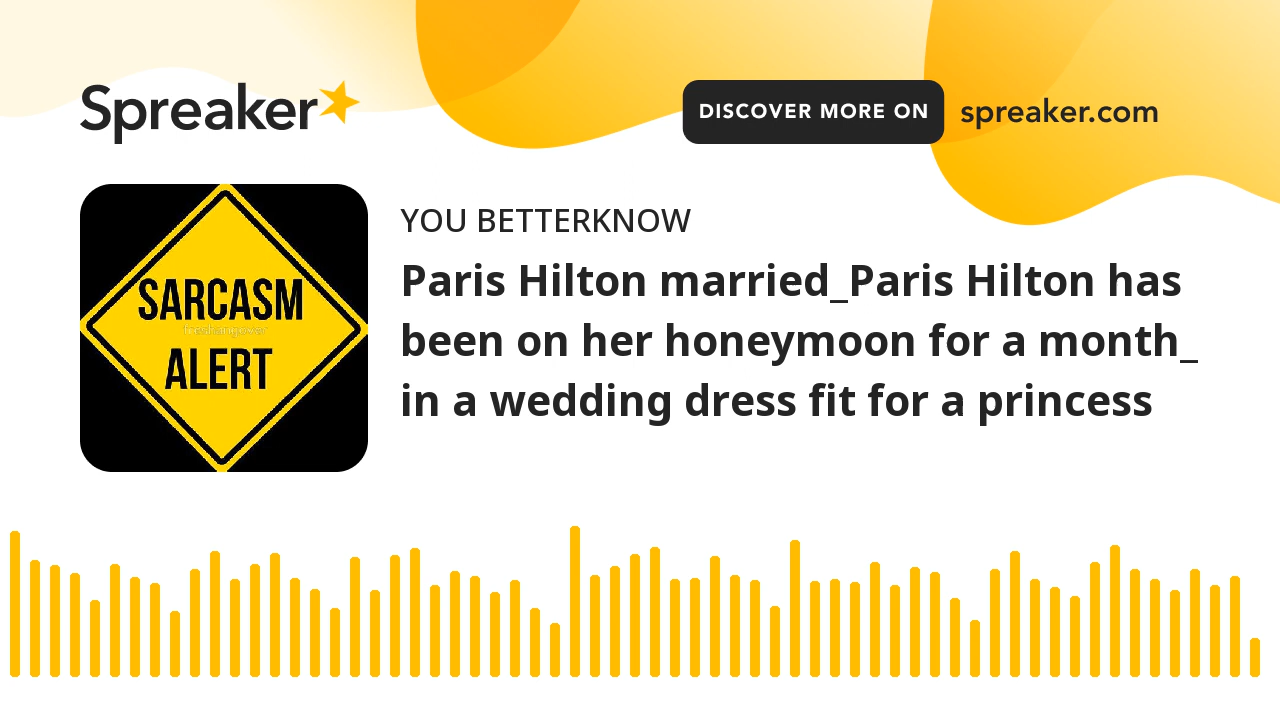 Spreaker
DISCOVER MORE ON spreaker.com
SARCASM
ALERT
YOU BETTERKNOW
Paris Hilton married_Paris Hilton has
been on her honeymoon for a month_
in a wedding dress fit for a princess